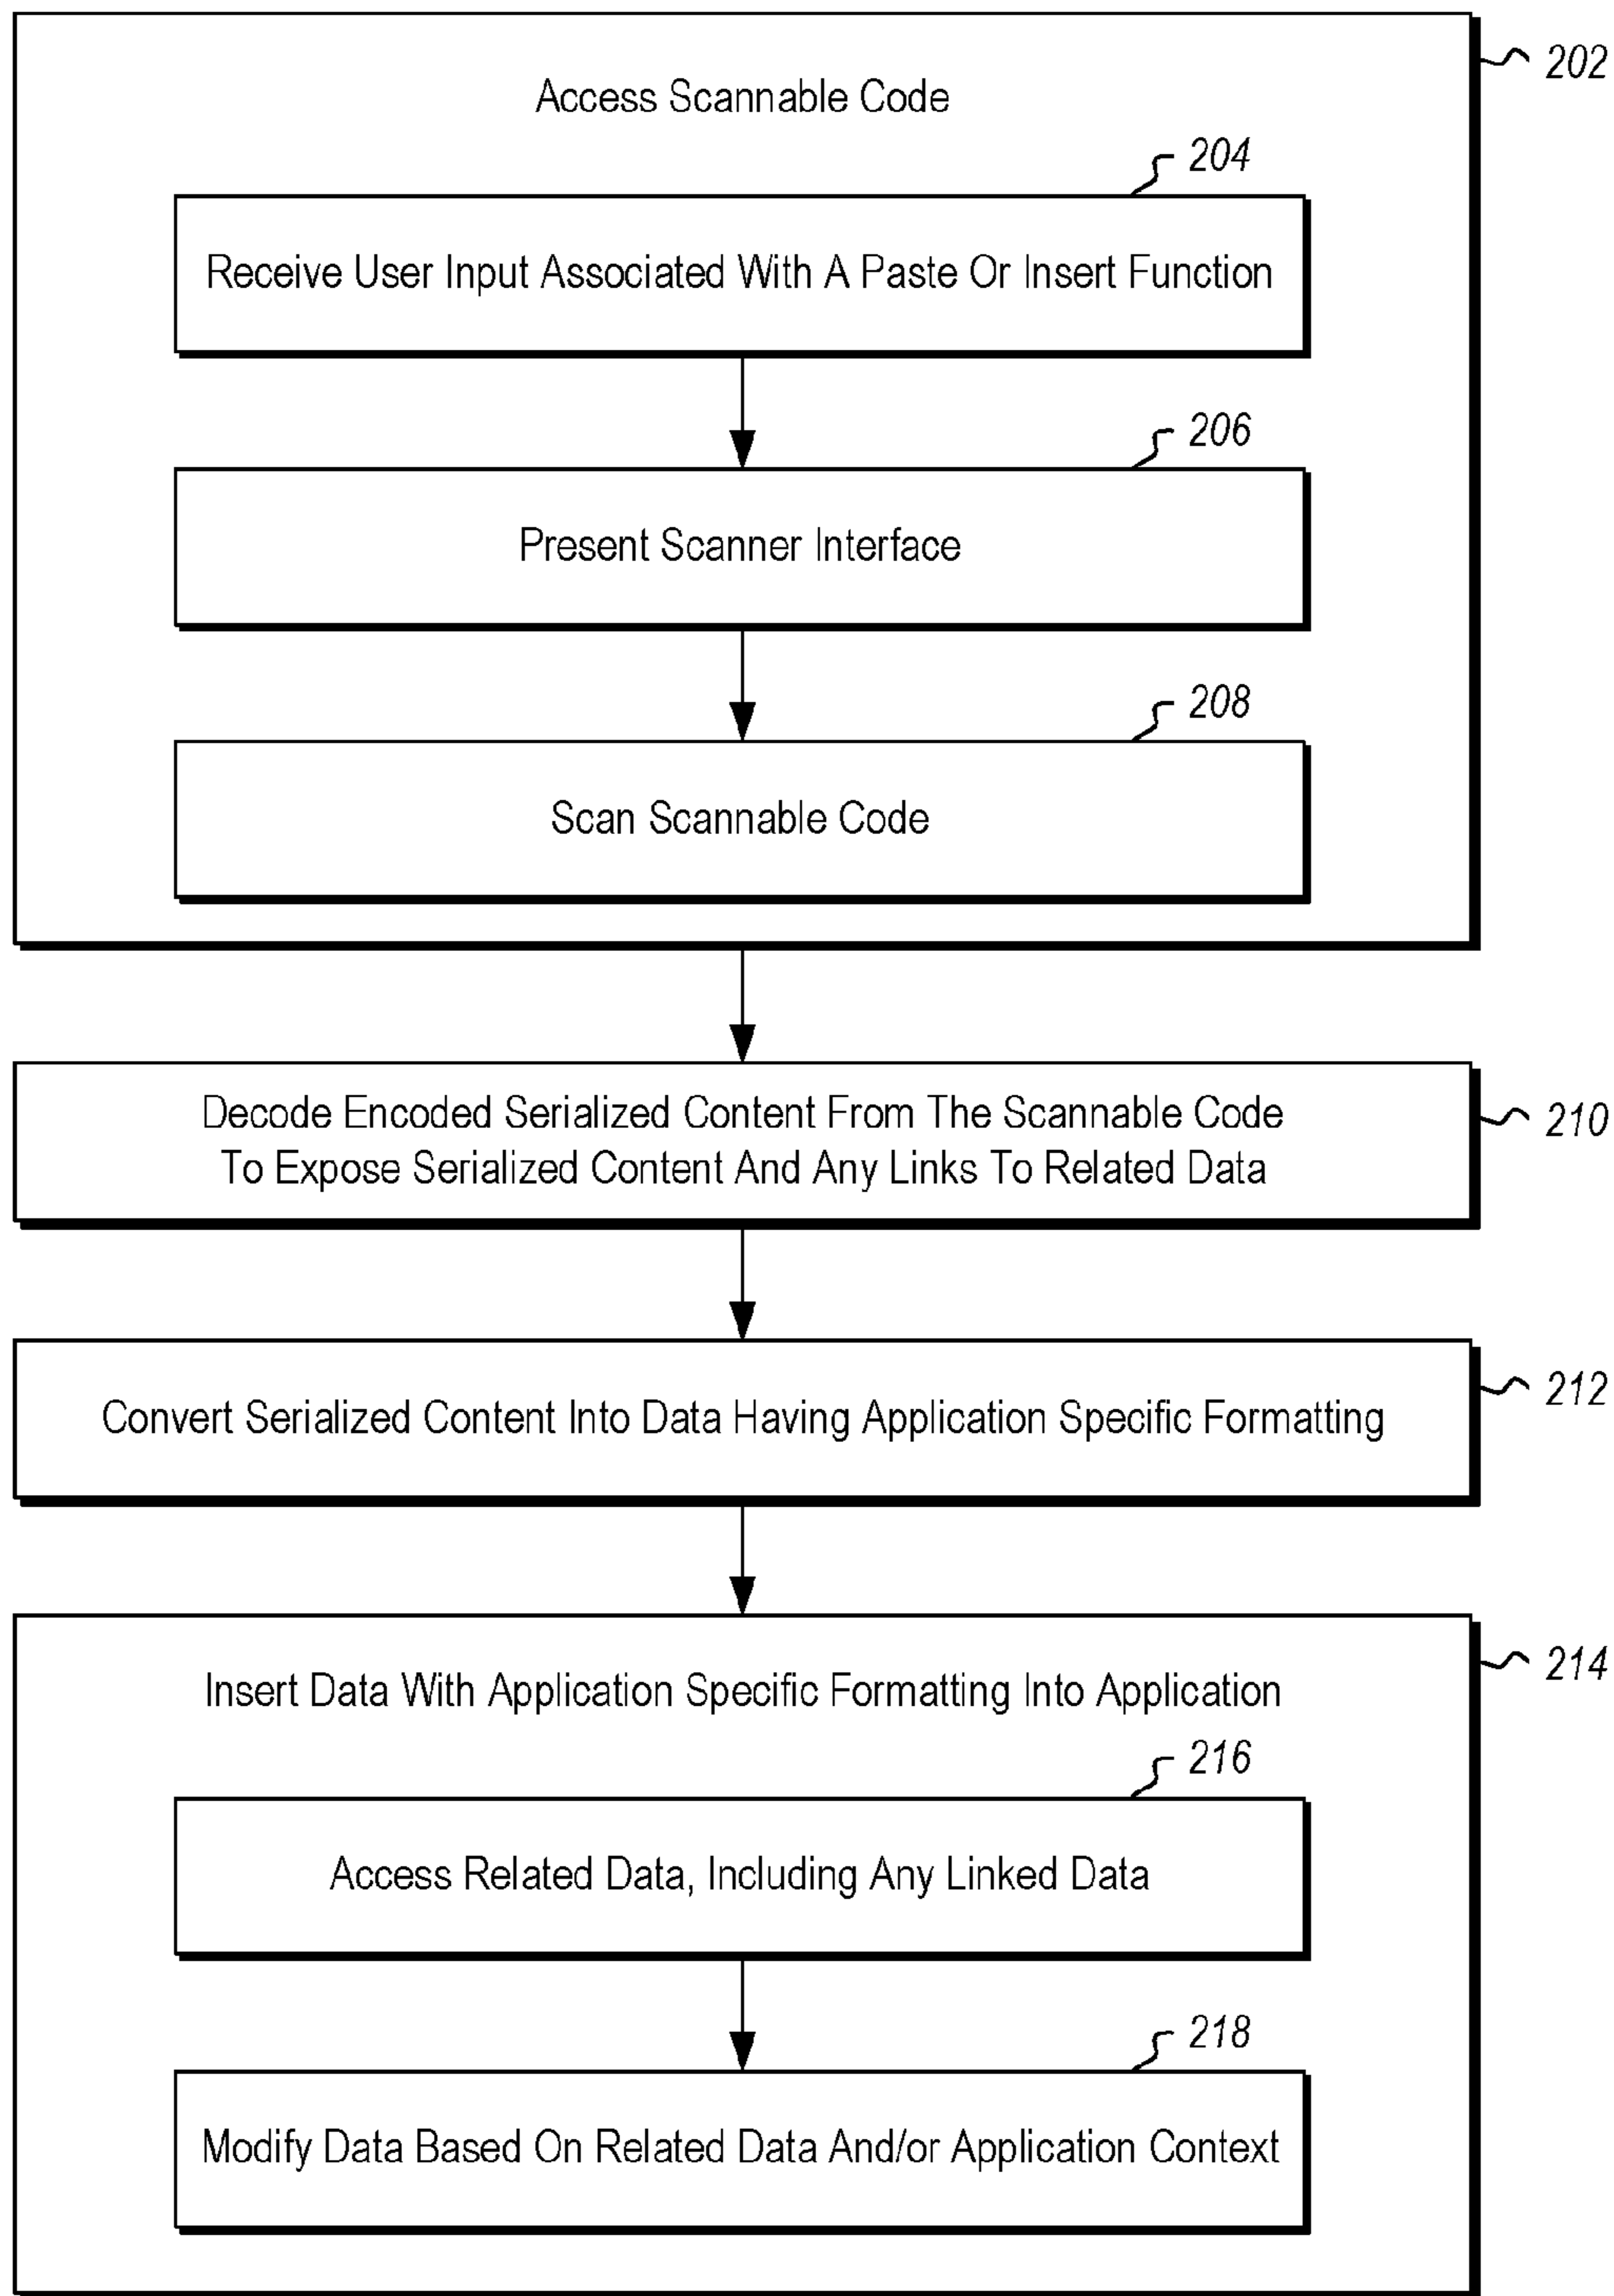 202
Access Scannable Code
204
Receive User Input Associated With A Paste Or Insert Function
206
Present Scanner Interface
208
Scan Scannable Code
Decode Encoded Serialized Content From The Scannable Code
To Expose Serialized Content And Any Links To Related Data
210
Convert Serialized Content Into Data Having Application Specific Formatting
212
214
Insert Data With Application Specific Formatting Into Application
216
Access Related Data, Including Any Linked Data
218
Modify Data Based On Related Data And/or Application Context